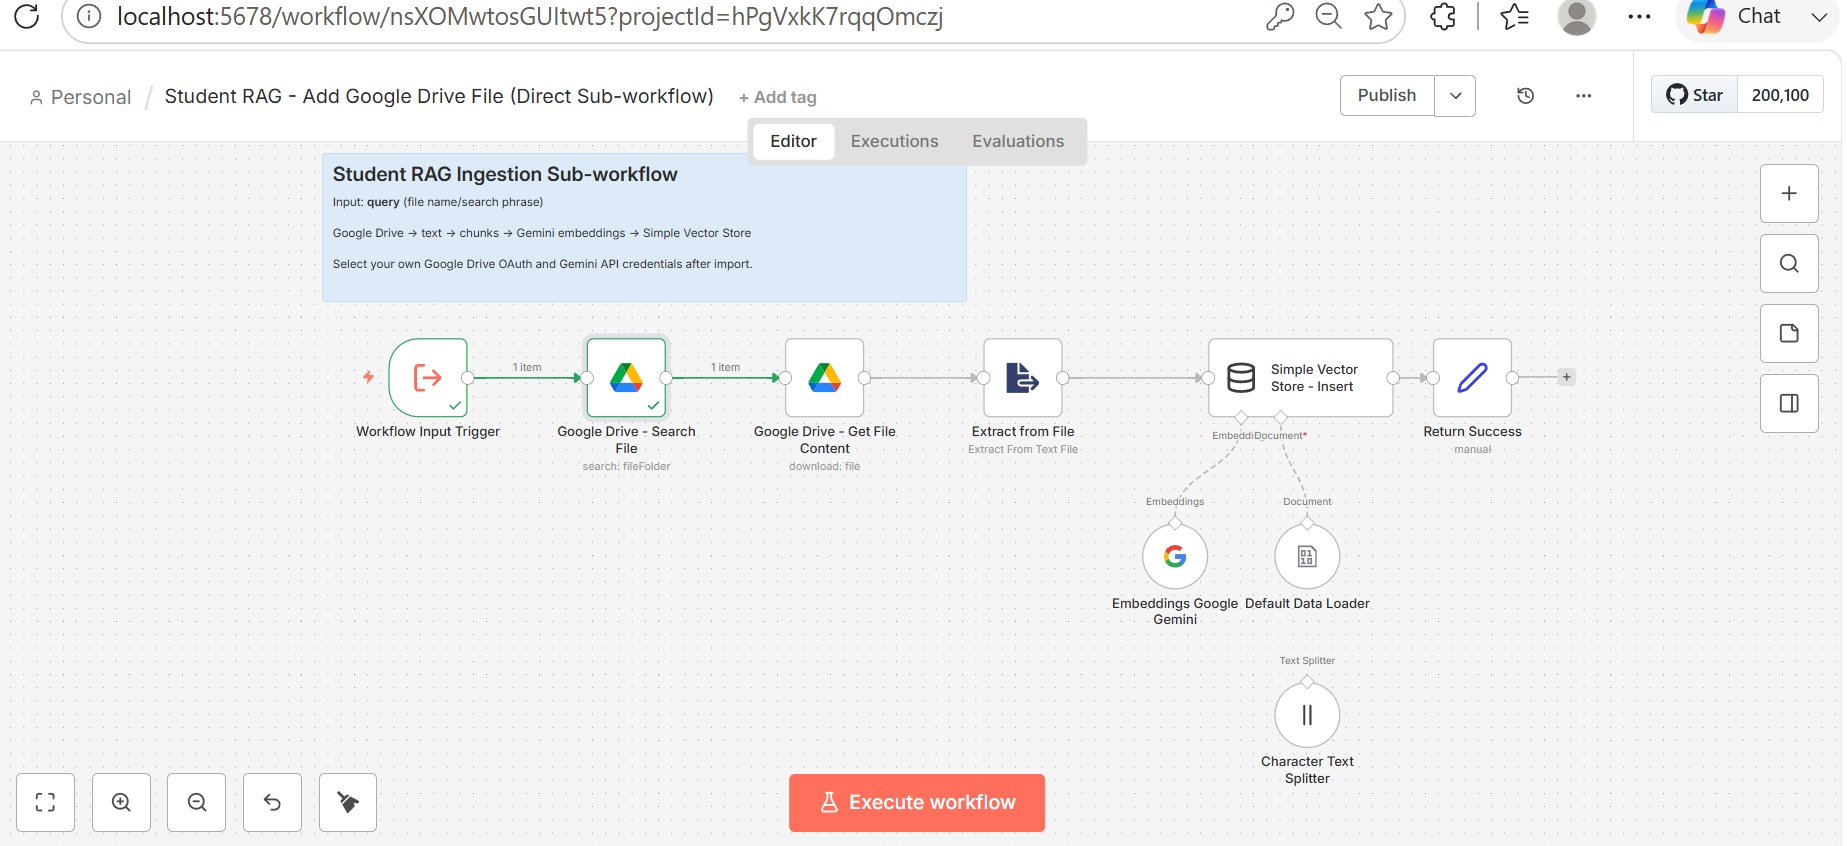 localhost:5678/workflow/nsXOMwtosGUItwt5?projectId=hPgVxkK7rqqOmczj
Chat
Personal / Student RAG - Add Google Drive File (Direct Sub-workflow) + Add tag
Publish
Star 200,100
Editor Executions Evaluations
Student RAG Ingestion Sub-workflow
Input: query (file name/search phrase)
Google Drive → text → chunks → Gemini embeddings → Simple Vector Store
Select your own Google Drive OAuth and Gemini API credentials after import.
1 item
1 item
Workflow Input Trigger
Google Drive - Search
File
search: fileFolder
Google Drive - Get File
Content
download: file
Extract from File
Extract From Text File
Simple Vector
Store - Insert
Embeddi
Document*
Return Success
manual
Embeddings
Document
Embeddings Google
Gemini
Default Data Loader
Text Splitter
Character Text
Splitter
Execute workflow